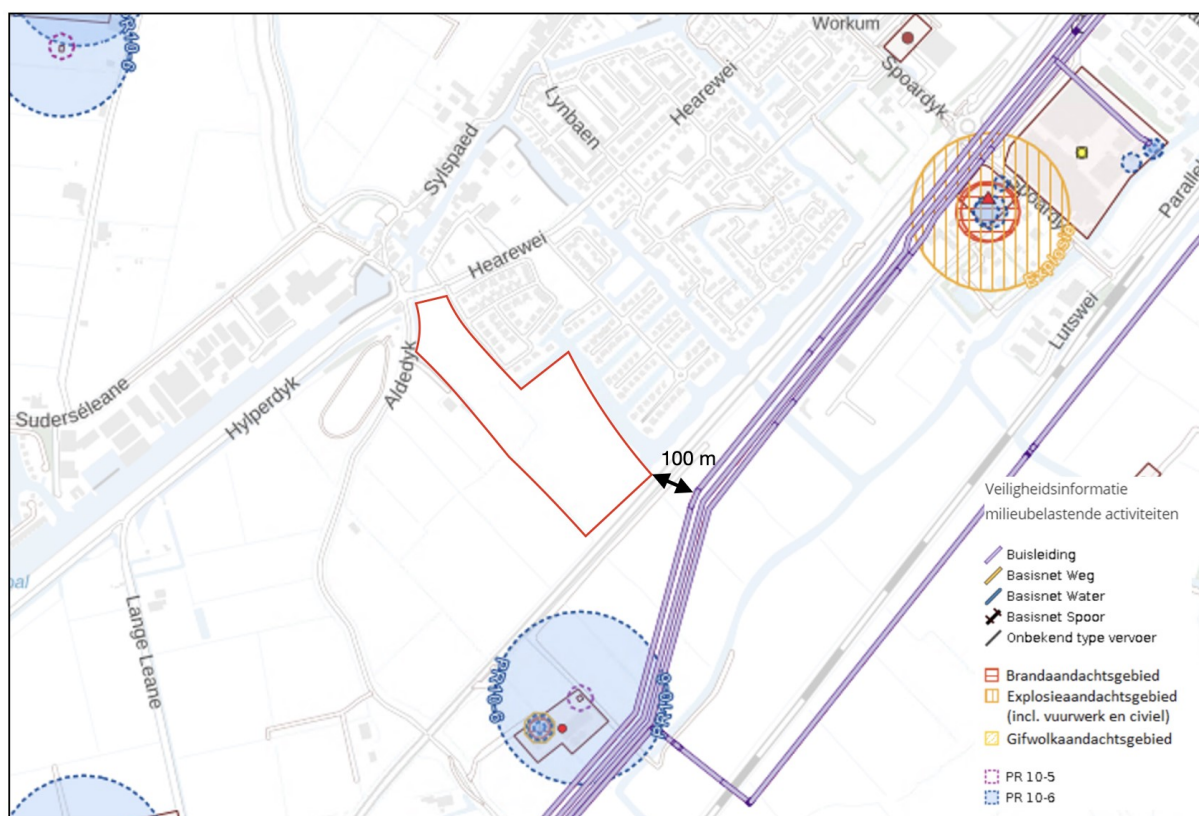 Workum
PR10-6
Spoardyk
Lynbaen
Hearewei
Sylspaed
Spoardy
Parallel
Explosie
Hearewei
Lutswei
Aldedyk
Suderséleane
Hylperdyk
100 m
Veiligheidsinformatie
milieubelastende activiteiten
Buisleiding
Basisnet Weg
Basisnet Water
Basisnet Spoor
Onbekend type vervoer
Lange Leane
PR10-6
PR10-6
Brandaandachtsgebied
Explosieaandachtsgebied
(incl. vuurwerk en civiel)
Gifwolkaandachtsgebied
PR 10-5
PR 10-6